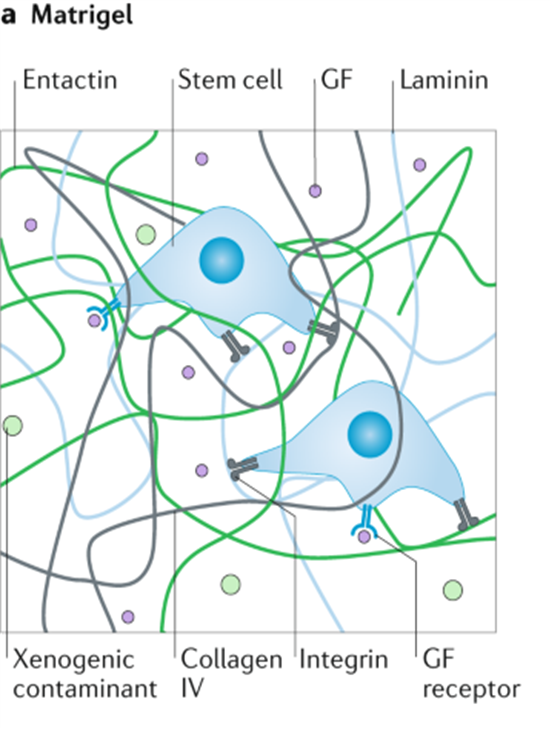 a Matrigel
Entactin
Stem cell
GF
Laminin
Xenogenic
contaminant
Collagen
IV
Integrin
GF
receptor